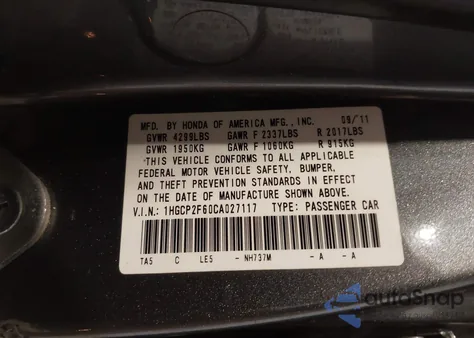 MFD. BY HONDA OF AMERICA MFG., INC. 09/11
GVWR 4299LBS GAWR F 2337LBS R 2017LBS
GVWR 1950KG GAWR F 1060KG R 915KG
THIS VEHICLE CONFORMS TO ALL APPLICABLE
FEDERAL MOTOR VEHICLE SAFETY, BUMPER,
AND THEFT PREVENTION STANDARDS IN EFFECT
ON THE DATE OF MANUFACTURE SHOWN ABOVE.
V.I.N.: 1HGCP2F60CA027117 TYPE: PASSENGER CAR
TA5 C LE5 - NH737M - A - A
autoSnap